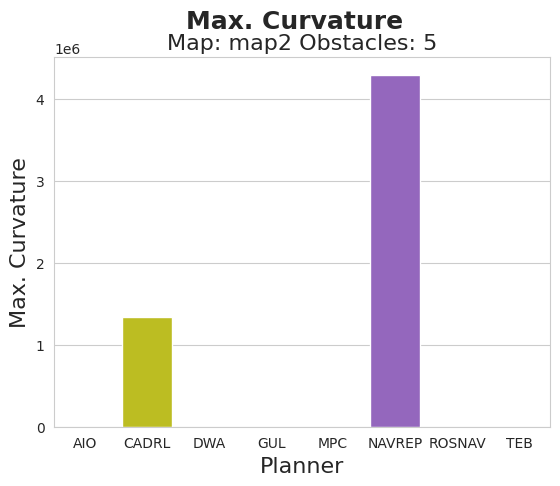 Max. Curvature
Map: map2 Obstacles: 5
1e6
Max. Curvature
4
3
2
1
0
AIO CADRL DWA GUL MPC NAVREP ROSNAV TEB
Planner